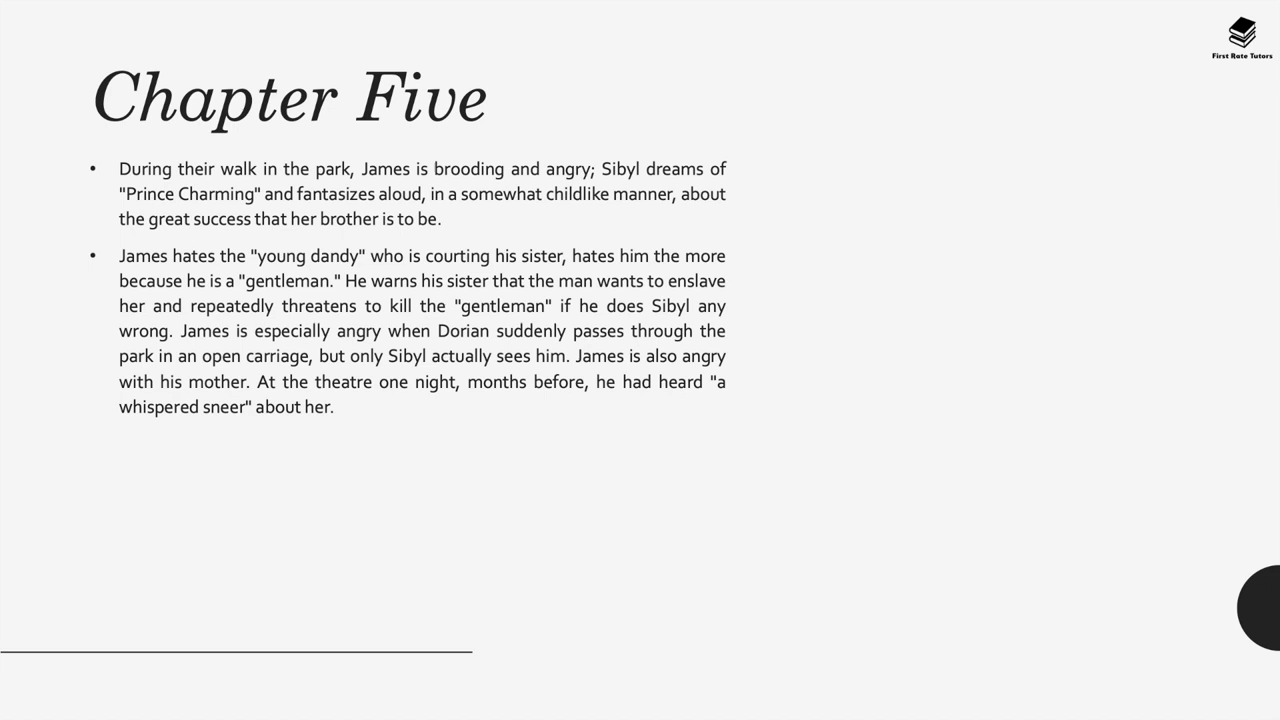 First Rate Tutors
Chapter Five
• During their walk in the park, James is brooding and angry; Sibyl dreams of
"Prince Charming" and fantasizes aloud, in a somewhat childlike manner, about
the great success that her brother is to be.
• James hates the "young dandy" who is courting his sister, hates him the more
because he is a "gentleman." He warns his sister that the man wants to enslave
her and repeatedly threatens to kill the "gentleman" if he does Sibyl any
wrong. James is especially angry when Dorian suddenly passes through the
park in an open carriage, but only Sibyl actually sees him. James is also angry
with his mother. At the theatre one night, months before, he had heard "a
whispered sneer" about her.